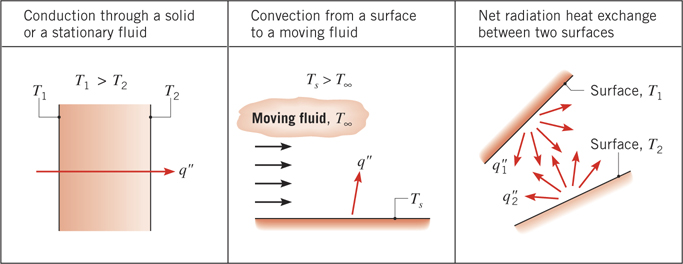 Conduction through a solid
or a stationary fluid
T₁ > T₂
T₁
T₂
q″
Convection from a surface
to a moving fluid
Tₛ > T∞
Moving fluid, T∞
q″
Tₛ
Net radiation heat exchange
between two surfaces
Surface, T₁
Surface, T₂
q″₁
q″₂